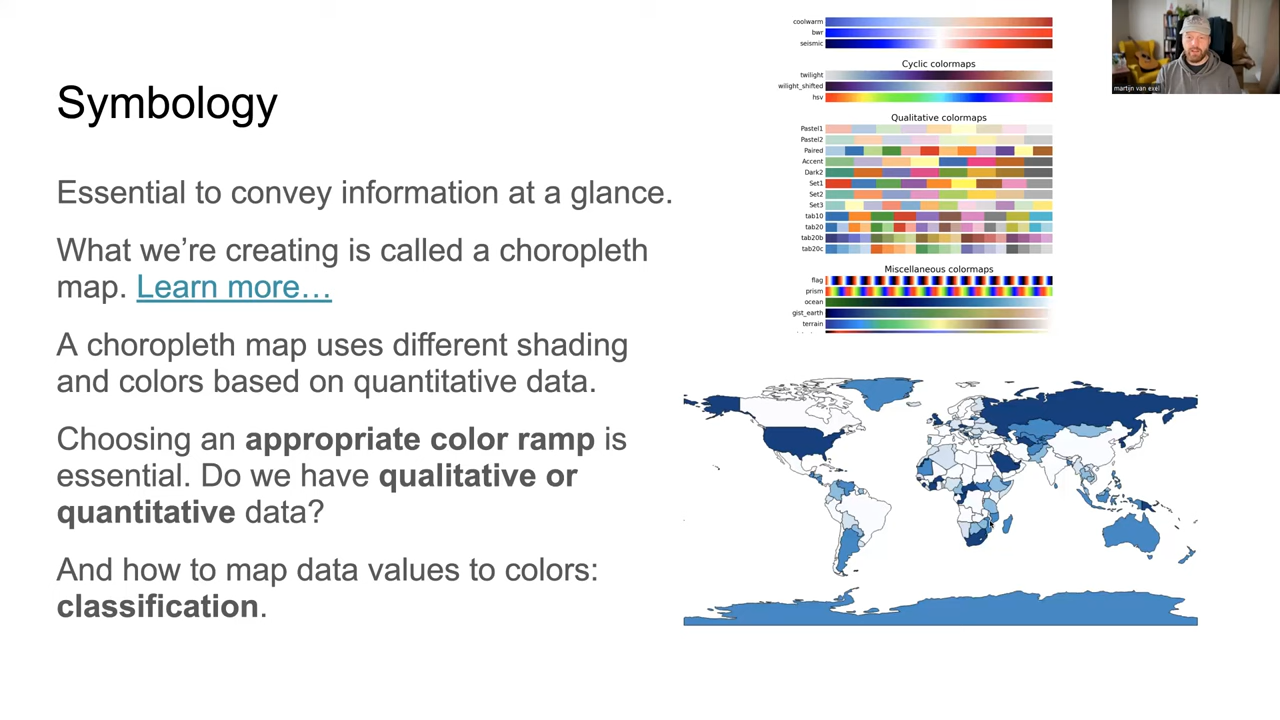 Symbology
Essential to convey information at a glance.
What we’re creating is called a choropleth
map. Learn more…
A choropleth map uses different shading
and colors based on quantitative data.
Choosing an appropriate color ramp is
essential. Do we have qualitative or
quantitative data?
And how to map data values to colors:
classification.
coolwarm
bwr
seismic
Cyclic colormaps
twilight
wilight_shifted
hsv
Qualitative colormaps
Pastel1
Pastel2
Paired
Accent
Dark2
Set1
Set2
Set3
tab10
tab20
tab20b
tab20c
Miscellaneous colormaps
flag
prism
ocean
gist_earth
terrain
martijn van exel